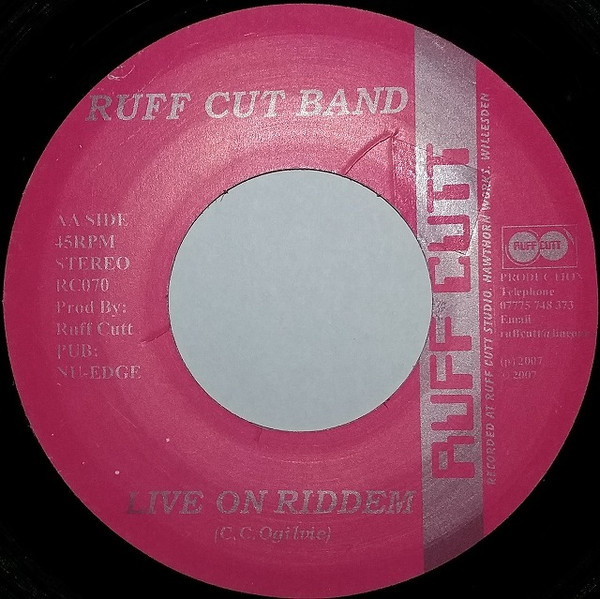 RUFF CUT BAND
AA SIDE
45RPM
STEREO
RC070
Prod By:
Ruff Cutt
PUB:
NU-EDGE
RUFF CUTT
RECORDED AT RUFF CUTT STUDIO, HAWTHORN WORKS, WILLESDEN
RUFF CUTT
PRODUCTION
Telephone
07775 748 373
Email
(p) 2007
© 2007
LIVE ON RIDDEM
(C.C.Ogilvie)